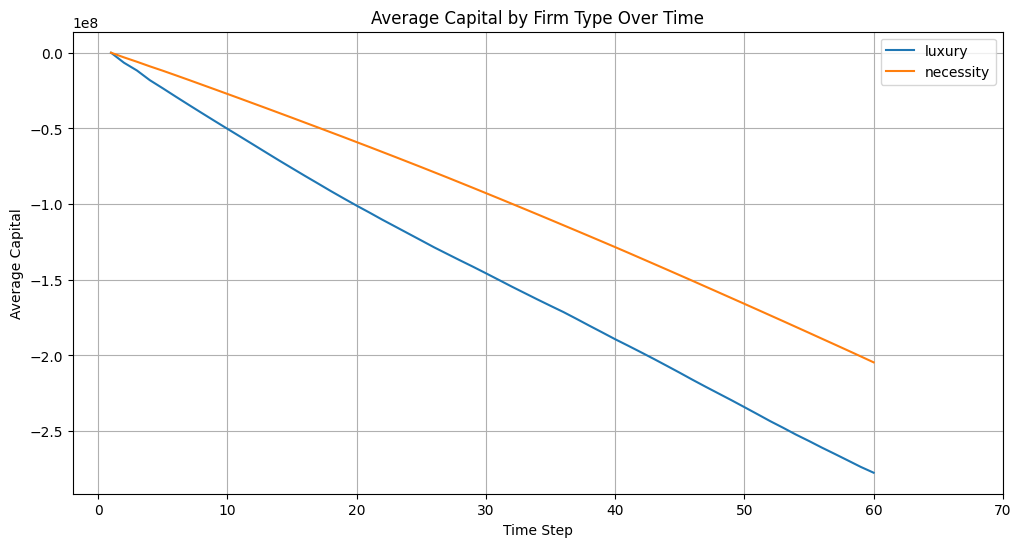 Average Capital by Firm Type Over Time
1e8
luxury
necessity
0.0
−0.5
−1.0
−1.5
−2.0
−2.5
Average Capital
0
10
20
30
40
50
60
70
Time Step